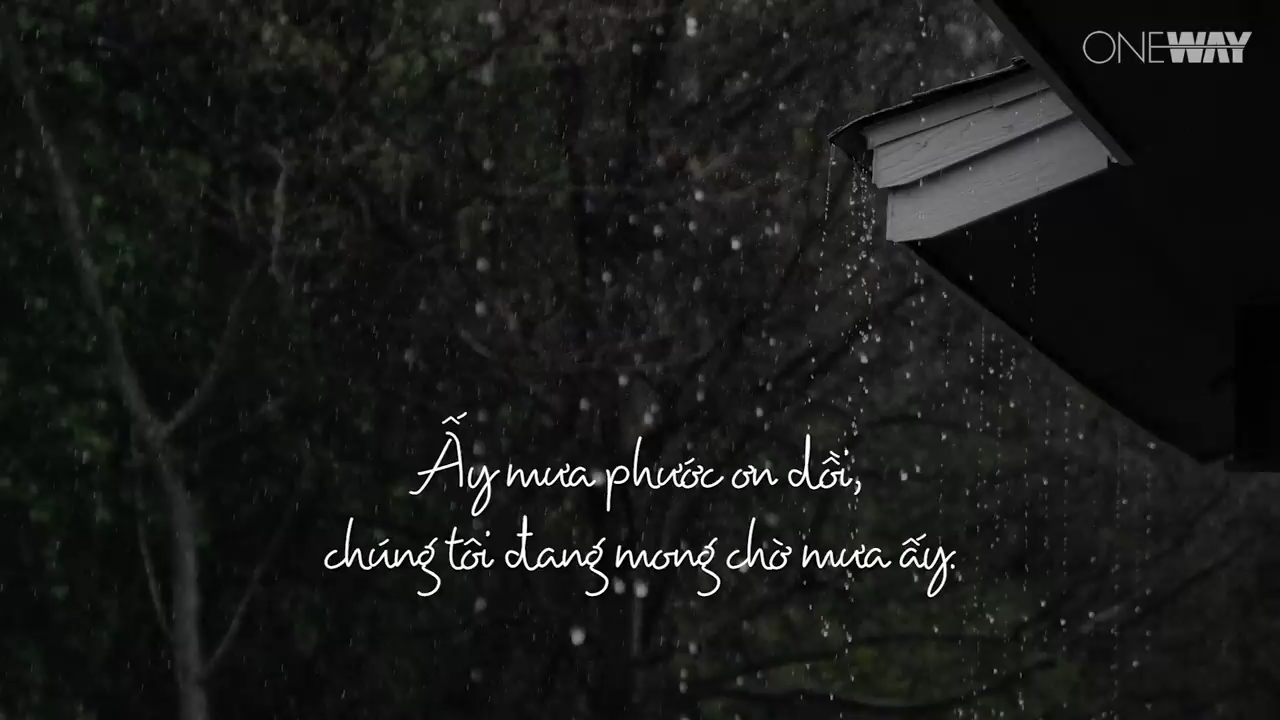 ONEWAY
Ấy mưa phước ơn dồi,
chúng tôi đang mong chờ mưa ấy.